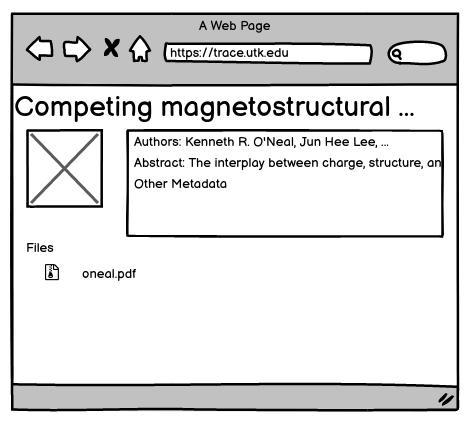 A Web Page
https://trace.utk.edu
Competing magnetostructural ...
Authors: Kenneth R. O'Neal, Jun Hee Lee, ...
Abstract: The interplay between charge, structure, an
Other Metadata
Files
oneal.pdf